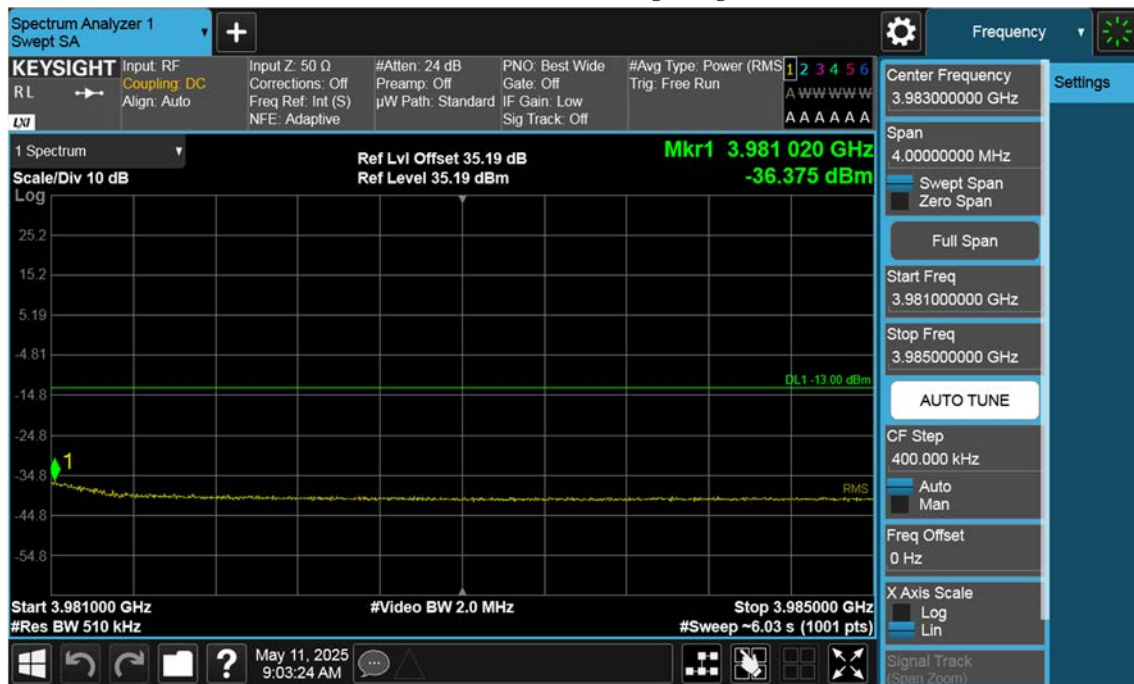 Spectrum Analyzer 1
Swept SA
+
Frequency
KEYSIGHT
RL
LXI
Input: RF
Coupling: DC
Align: Auto
Input Z: 50 Ω
Corrections: Off
Freq Ref: Int (S)
NFE: Adaptive
#Atten: 24 dB
Preamp: Off
µW Path: Standard
PNO: Best Wide
Gate: Off
IF Gain: Low
Sig Track: Off
#Avg Type: Power (RMS
Trig: Free Run
1 2 3 4 5 6
A W W W W W
A A A A A A
1 Spectrum
Scale/Div 10 dB
Log
Ref Lvl Offset 35.19 dB
Ref Level 35.19 dBm
Mkr1 3.981 020 GHz
-36.375 dBm
25.2
15.2
5.19
-4.81
DL1 -13.00 dBm
-14.8
-24.8
1
-34.8
RMS
-44.8
-54.8
Start 3.981000 GHz
#Res BW 510 kHz
#Video BW 2.0 MHz
Stop 3.985000 GHz
#Sweep ~6.03 s (1001 pts)
?
May 11, 2025
9:03:24 AM
Center Frequency
3.983000000 GHz
Span
4.00000000 MHz
Swept Span
Zero Span
Full Span
Start Freq
3.981000000 GHz
Stop Freq
3.985000000 GHz
AUTO TUNE
CF Step
400.000 kHz
Auto
Man
Freq Offset
0 Hz
X Axis Scale
Log
Lin
Signal Track
(Span Zoom)
Settings